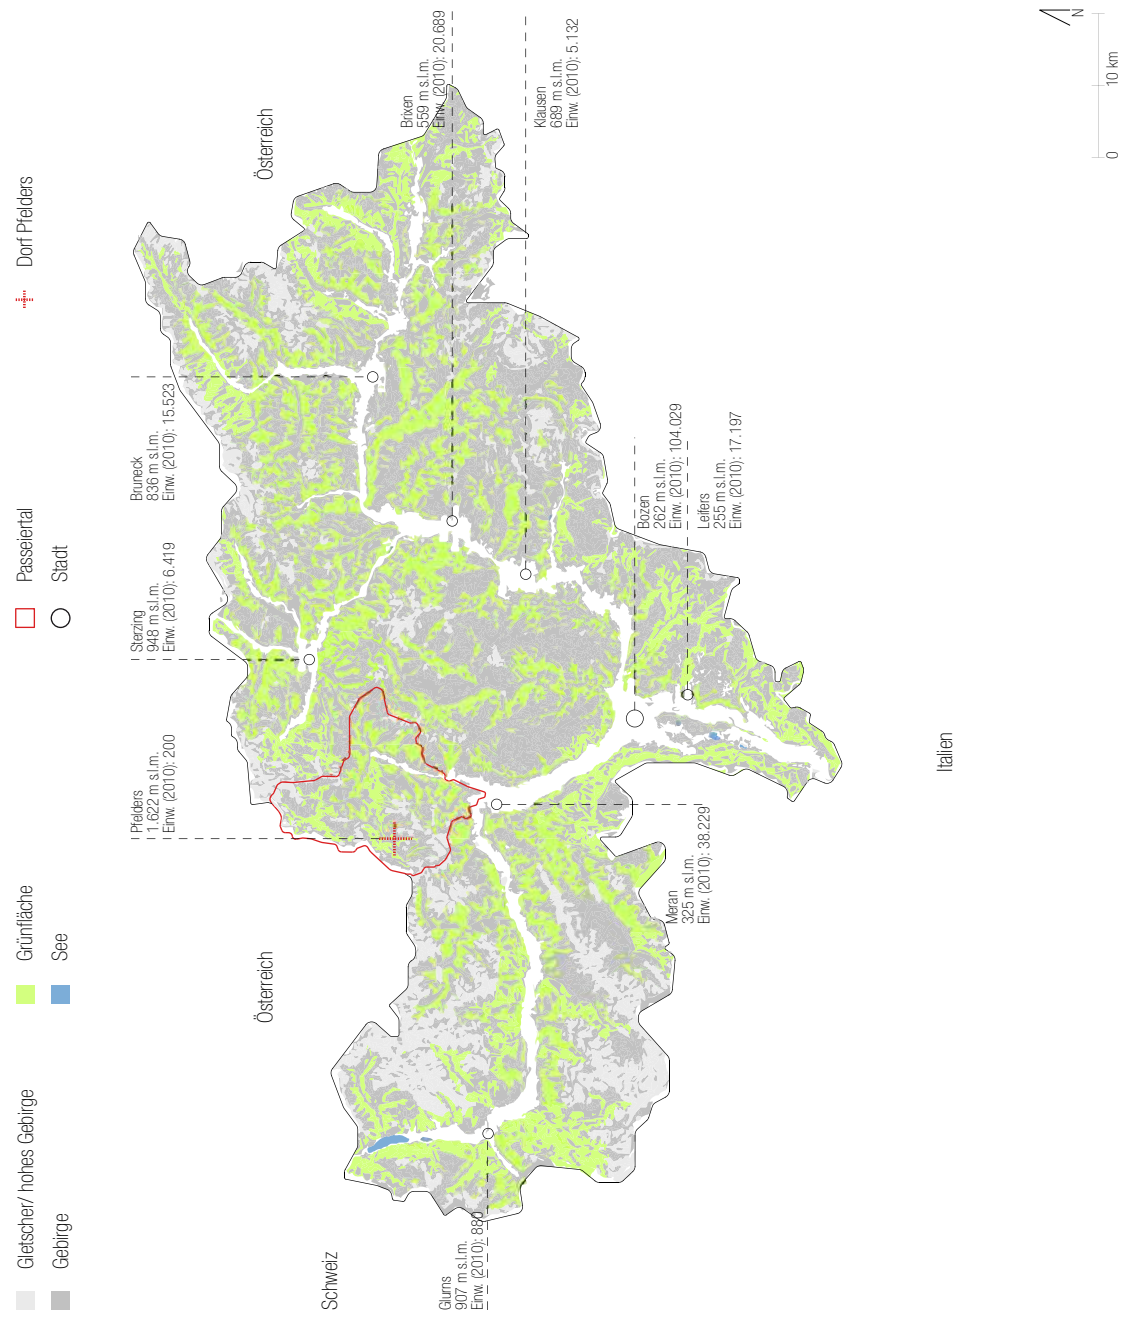 Gletscher/ hohes Gebirge
Gebirge
Grünfläche
See
Passeiertal
Stadt
Dorf Pfelders
Schweiz
Österreich
Österreich
Italien
Glurns
907 m s.l.m.
Einw. (2010): 880
Pfelders
1.622 m s.l.m.
Einw. (2010): 200
Meran
325 m s.l.m.
Einw. (2010): 38.229
Sterzing
948 m s.l.m.
Einw. (2010): 6.419
Bruneck
836 m s.l.m.
Einw. (2010): 15.523
Bozen
262 m s.l.m.
Einw. (2010): 104.029
Leifers
255 m s.l.m.
Einw. (2010): 17.197
Brixen
559 m s.l.m.
Einw. (2010): 20.689
Klausen
689 m s.l.m.
Einw. (2010): 5.132
N
0
10 km